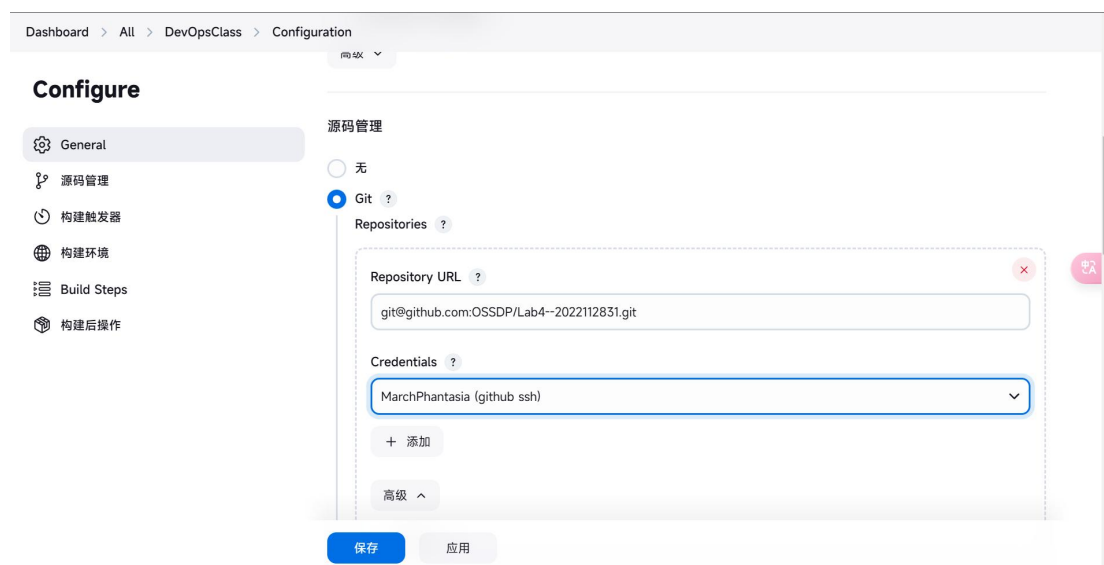 Dashboard > All > DevOpsClass > Configuration
高级
Configure
General
源码管理
构建触发器
构建环境
Build Steps
构建后操作
源码管理
无
Git ?
Repositories ?
Repository URL ?
git@github.com:OSSDP/Lab4--2022112831.git
Credentials ?
MarchPhantasia (github ssh)
+ 添加
高级
保存 应用
中A